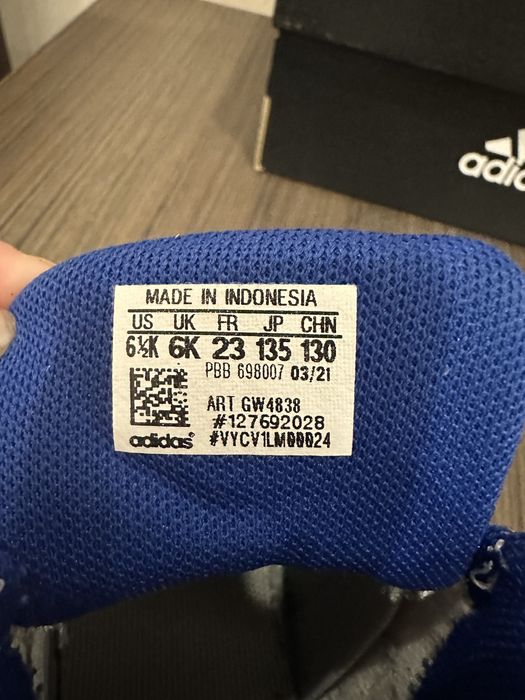 MADE IN INDONESIA
US UK FR JP CHN
6½K 6K 23 135 130
PBB 698007 03/21
ART GW4838
#127692028
adidas® #VYCV1LM00024